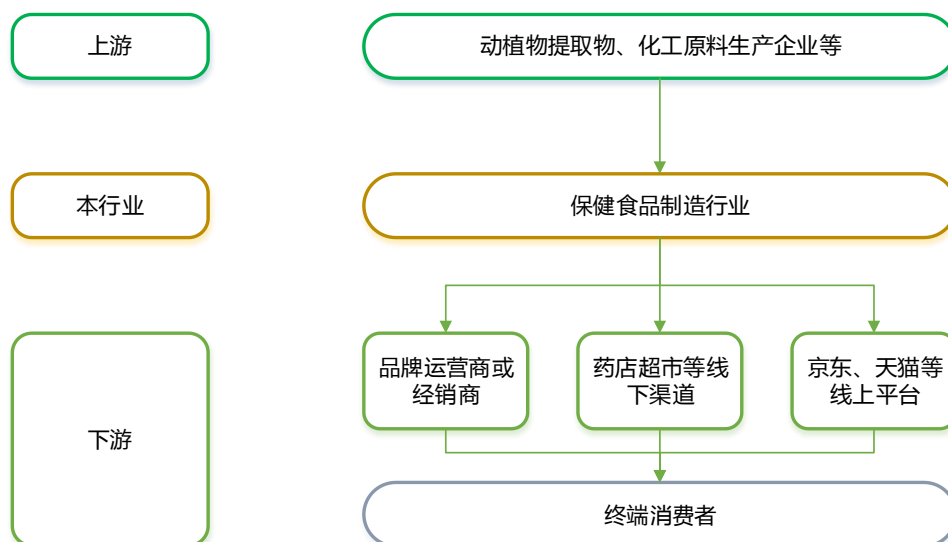 上游
动植物提取物、化工原料生产企业等
本行业
保健食品制造行业
下游
品牌运营商或
经销商
药店超市等线
下渠道
京东、天猫等
线上平台
终端消费者